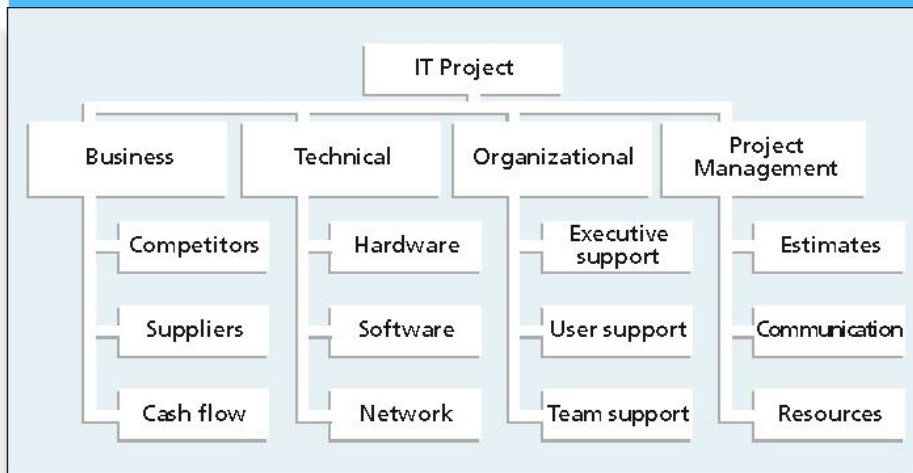 IT Project
Business
Technical
Organizational
Project
Management
Competitors
Hardware
Executive
support
Estimates
Suppliers
Software
User support
Communication
Cash flow
Network
Team support
Resources